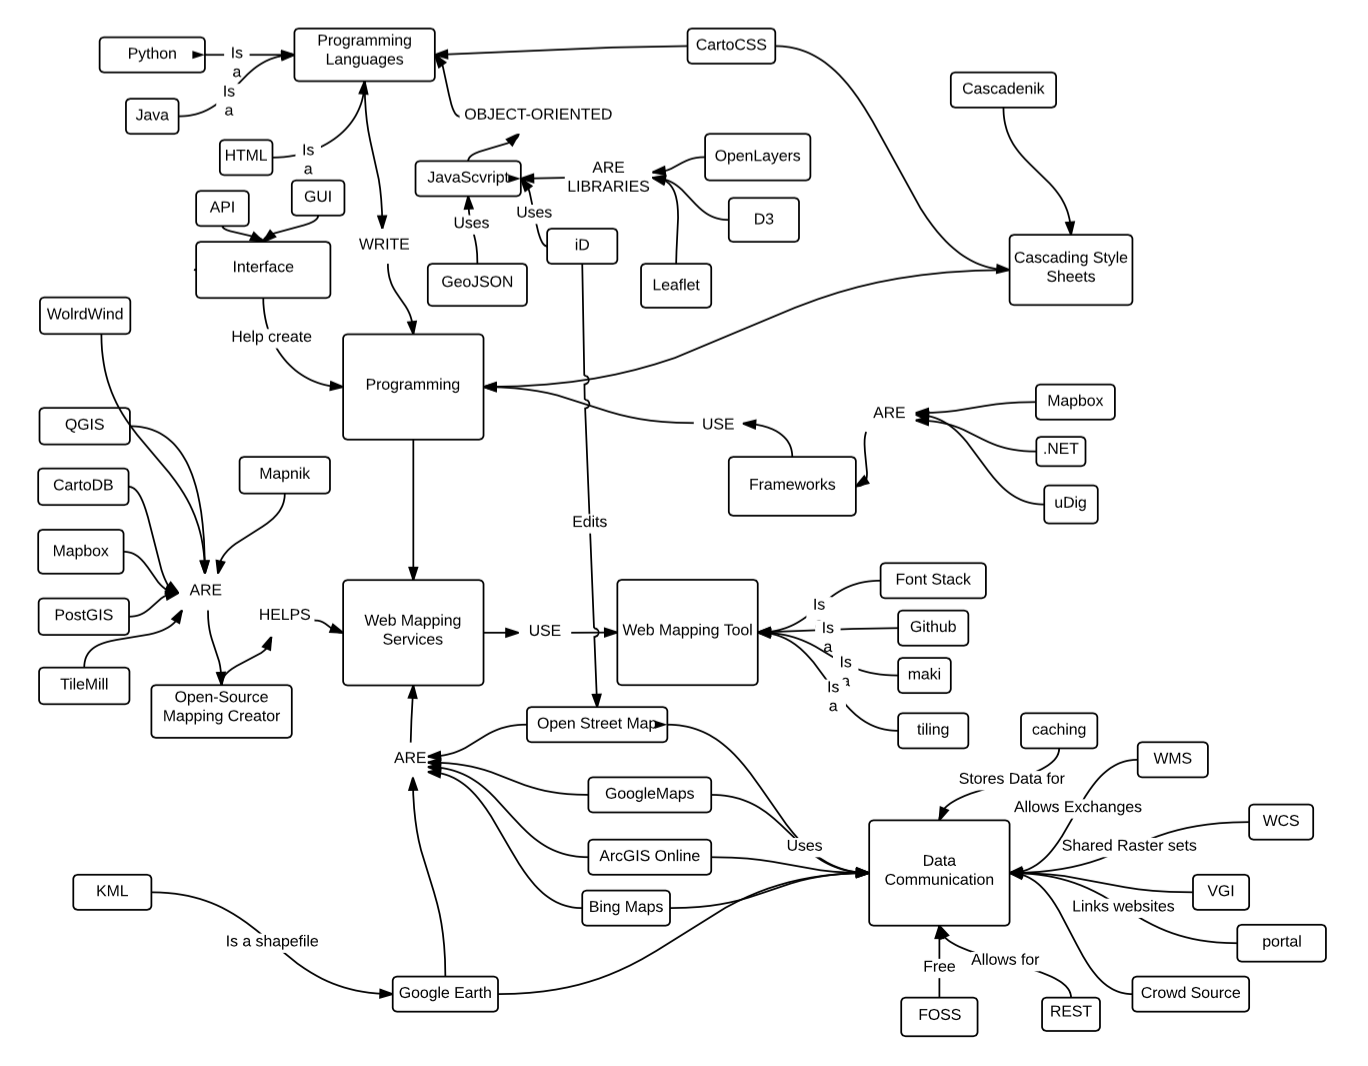 Programming
Languages
Python
Is
a
CartoCSS
Java
Is
a
Cascadenik
OBJECT-ORIENTED
HTML
Is
a
JavaScvript
ARE
LIBRARIES
OpenLayers
API
GUI
Uses
Uses
D3
WRITE
iD
Interface
GeoJSON
Leaflet
Cascading Style
Sheets
WolrdWind
Help create
Programming
QGIS
USE
ARE
Mapbox
.NET
CartoDB
Mapnik
Frameworks
uDig
Edits
Mapbox
ARE
PostGIS
HELPS
Web Mapping
Services
USE
Web Mapping Tool
Is
Font Stack
Is
a
Github
Is
a
maki
Is
a
tiling
TileMill
Open-Source
Mapping Creator
Open Street Map
caching
ARE
Stores Data for
WMS
GoogleMaps
Allows Exchanges
WCS
Uses
Shared Raster sets
ArcGIS Online
Data
Communication
KML
VGI
Bing Maps
Links websites
Is a shapefile
portal
Free
Allows for
Google Earth
Crowd Source
FOSS
REST